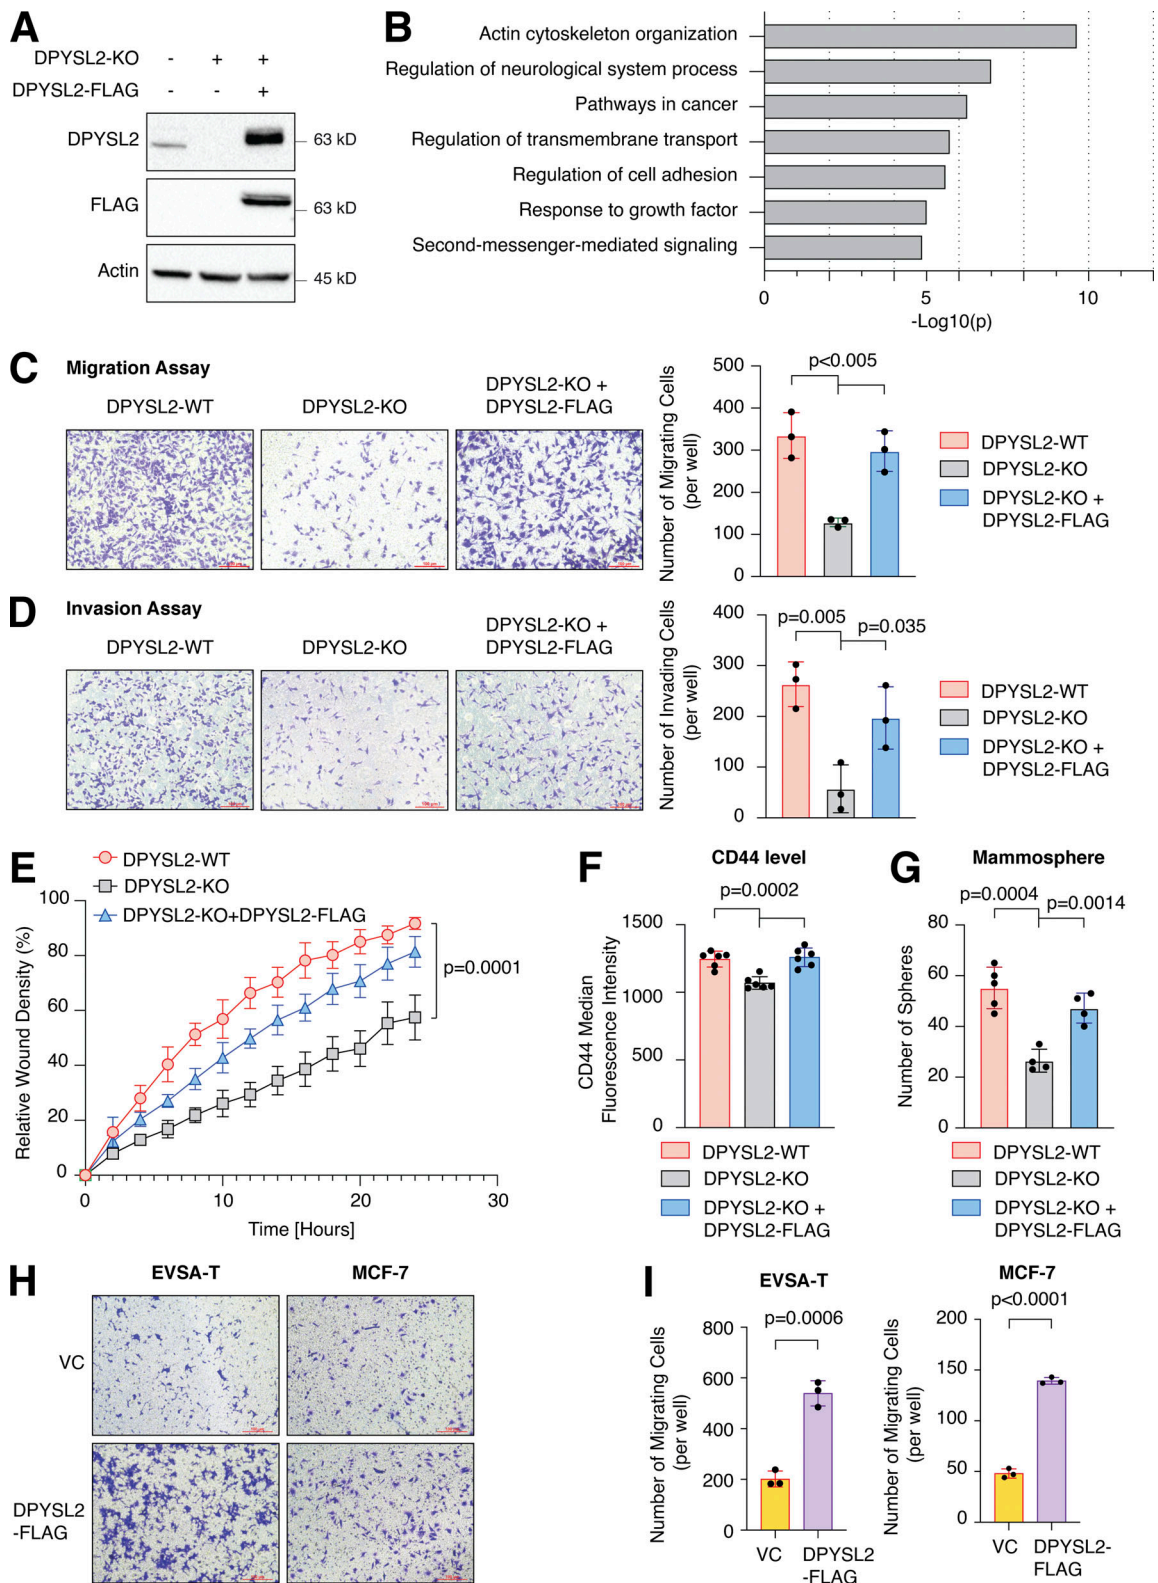 A
DPYSL2-KO - + +
DPYSL2-FLAG - - +
DPYSL2
63 kD
FLAG
63 kD
Actin
45 kD
B
Actin cytoskeleton organization
Regulation of neurological system process
Pathways in cancer
Regulation of transmembrane transport
Regulation of cell adhesion
Response to growth factor
Second-messenger-mediated signaling
0 5 10
-Log10(p)
C
Migration Assay
DPYSL2-WT
DPYSL2-KO
DPYSL2-KO +
DPYSL2-FLAG
Number of Migrating Cells
(per well)
500
400
300
200
100
0
p<0.005
DPYSL2-WT
DPYSL2-KO
DPYSL2-KO +
DPYSL2-FLAG
D
Invasion Assay
DPYSL2-WT
DPYSL2-KO
DPYSL2-KO +
DPYSL2-FLAG
Number of Invading Cells
(per well)
400
300
200
100
0
p=0.005
p=0.035
DPYSL2-WT
DPYSL2-KO
DPYSL2-KO +
DPYSL2-FLAG
E
DPYSL2-WT
DPYSL2-KO
DPYSL2-KO+DPYSL2-FLAG
Relative Wound Density (%)
100
80
60
40
20
0
p=0.0001
0 10 20 30
Time [Hours]
F
CD44 level
p=0.0002
CD44 Median
Fluorescence Intensity
1500
1000
500
0
DPYSL2-WT
DPYSL2-KO
DPYSL2-KO +
DPYSL2-FLAG
G
Mammosphere
p=0.0004
p=0.0014
Number of Spheres
80
60
40
20
0
DPYSL2-WT
DPYSL2-KO
DPYSL2-KO +
DPYSL2-FLAG
H
EVSA-T
MCF-7
VC
DPYSL2
-FLAG
I
EVSA-T
p=0.0006
Number of Migrating Cells
(per well)
800
600
400
200
0
VC
DPYSL2
-FLAG
MCF-7
p<0.0001
Number of Migrating Cells
(per well)
200
150
100
50
0
VC
DPYSL2-
FLAG